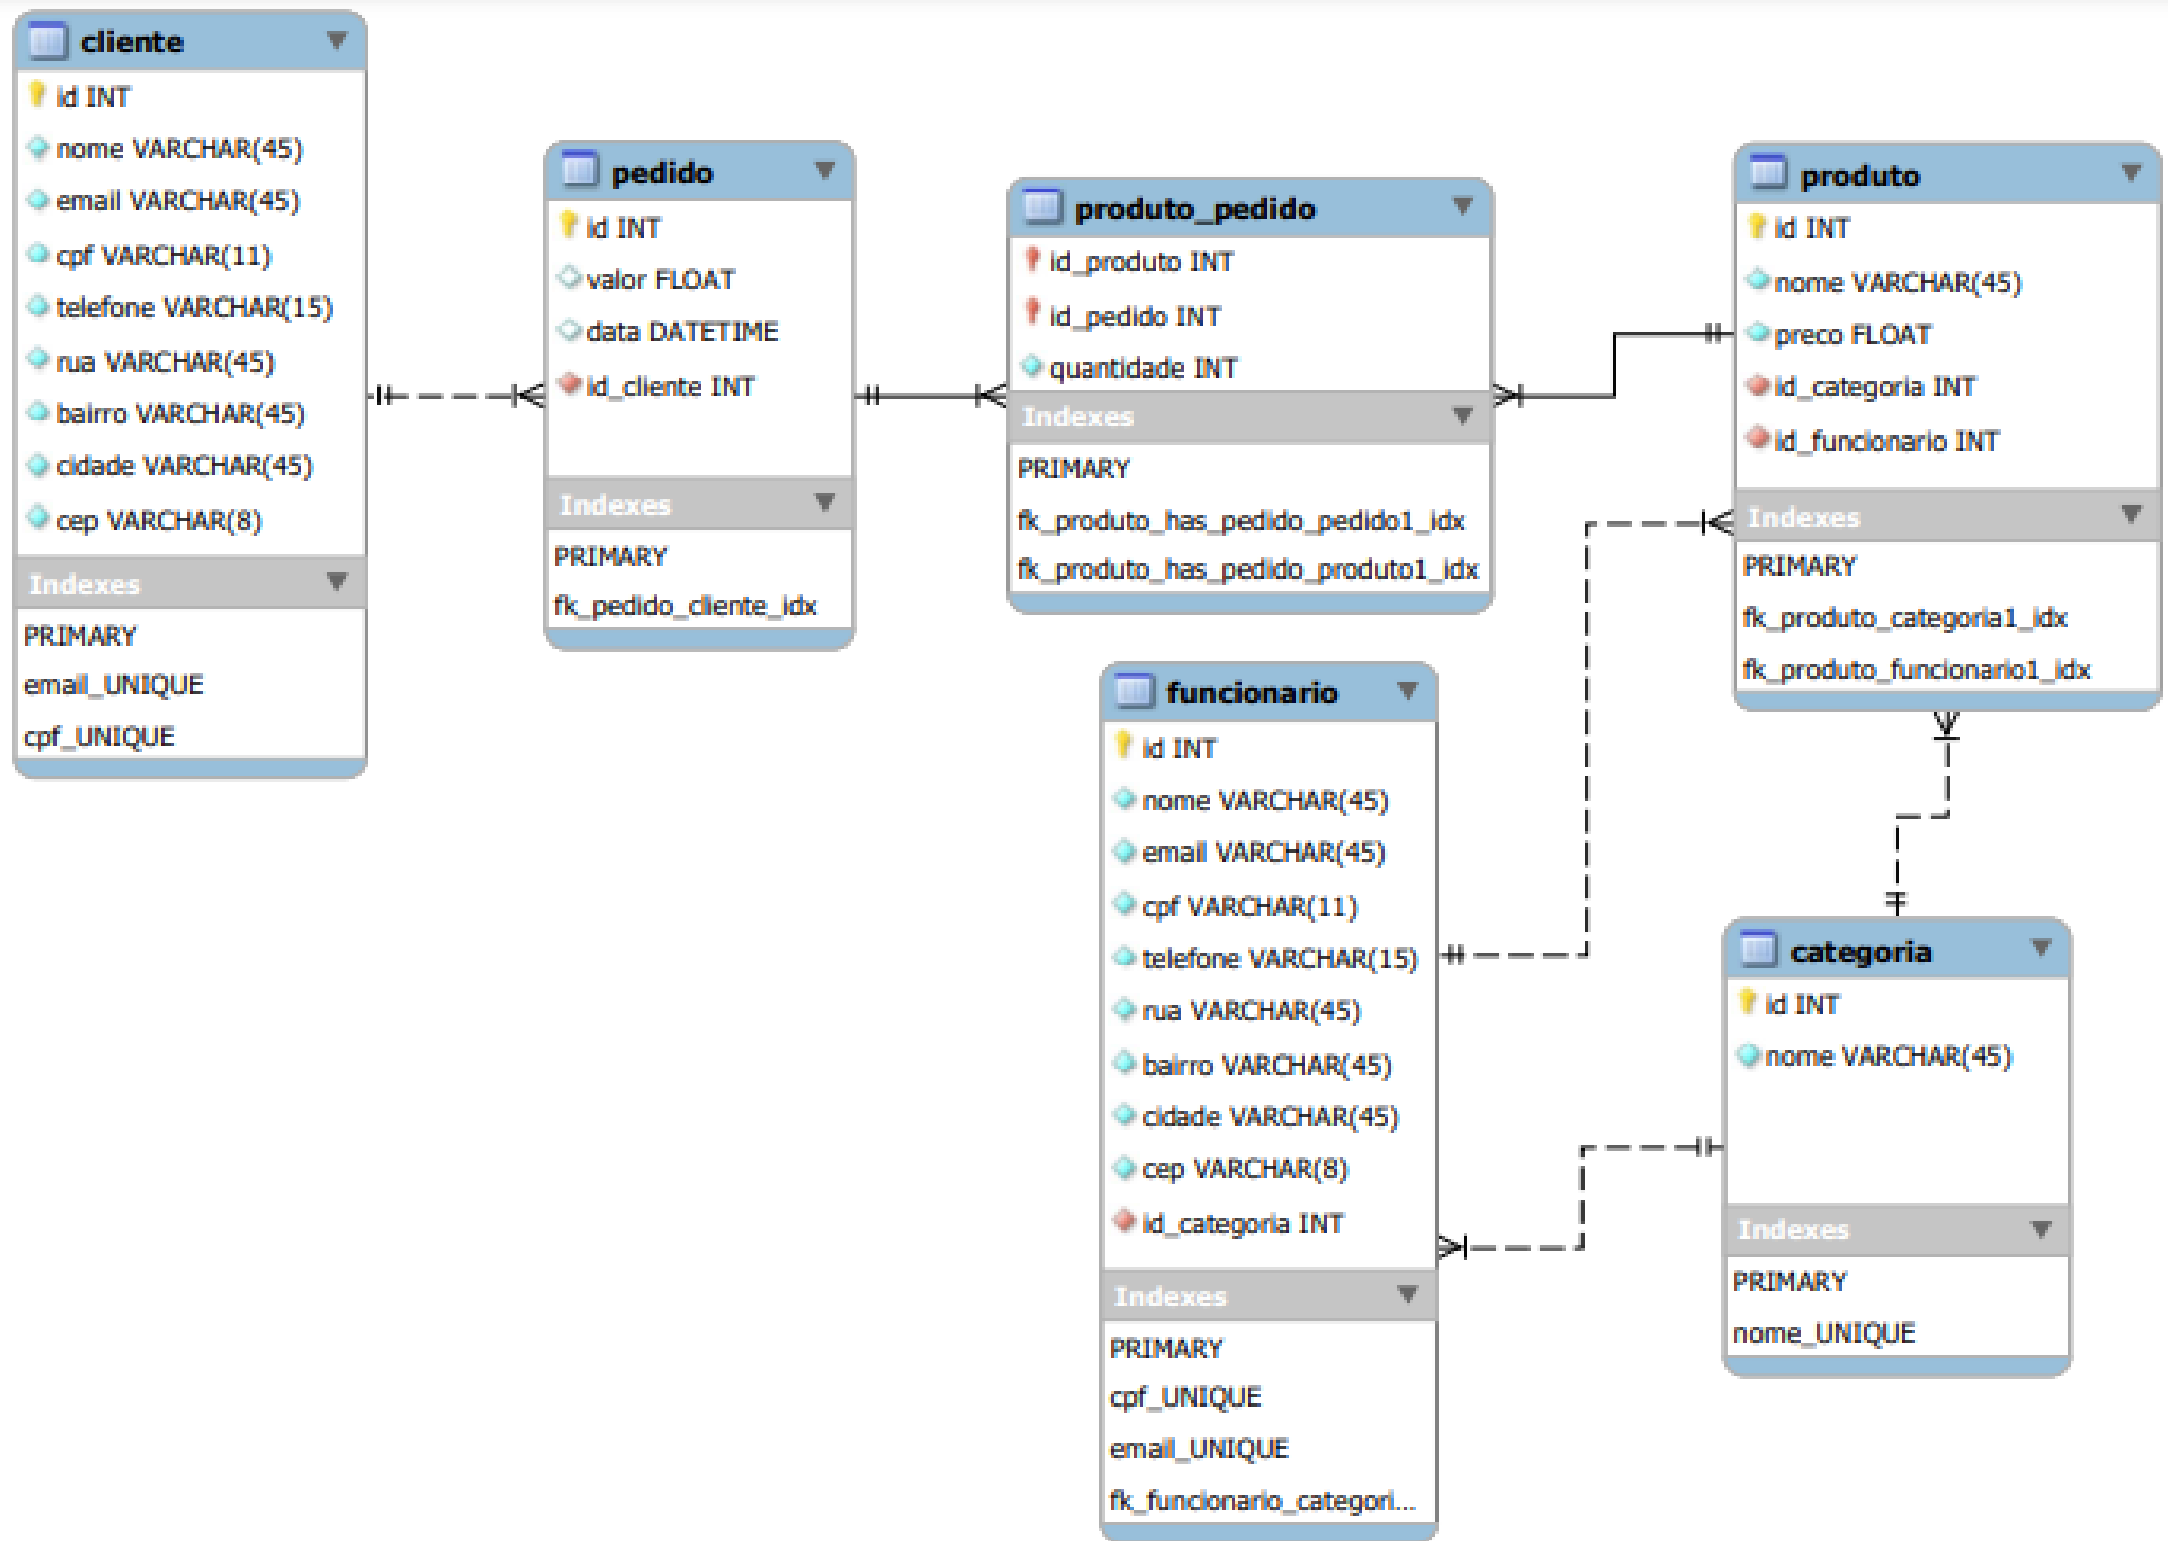 cliente
id INT
nome VARCHAR(45)
email VARCHAR(45)
cpf VARCHAR(11)
telefone VARCHAR(15)
rua VARCHAR(45)
bairro VARCHAR(45)
cidade VARCHAR(45)
cep VARCHAR(8)
Indexes
PRIMARY
email_UNIQUE
cpf_UNIQUE
pedido
id INT
valor FLOAT
data DATETIME
id_cliente INT
Indexes
PRIMARY
fk_pedido_cliente_idx
produto_pedido
id_produto INT
id_pedido INT
quantidade INT
Indexes
PRIMARY
fk_produto_has_pedido_pedido1_idx
fk_produto_has_pedido_produto1_idx
produto
id INT
nome VARCHAR(45)
preco FLOAT
id_categoria INT
id_funcionario INT
Indexes
PRIMARY
fk_produto_categoria1_idx
fk_produto_funcionario1_idx
funcionario
id INT
nome VARCHAR(45)
email VARCHAR(45)
cpf VARCHAR(11)
telefone VARCHAR(15)
rua VARCHAR(45)
bairro VARCHAR(45)
cidade VARCHAR(45)
cep VARCHAR(8)
id_categoria INT
Indexes
PRIMARY
cpf_UNIQUE
email_UNIQUE
fk_funcionario_categori...
categoria
id INT
nome VARCHAR(45)
Indexes
PRIMARY
nome_UNIQUE